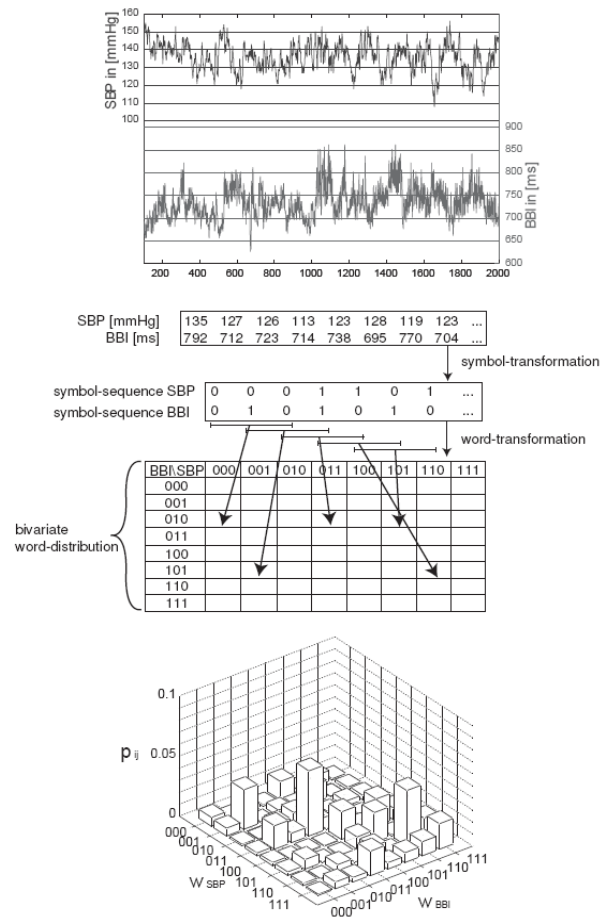 160
150
140
130
120
110
100
SBP in [mmHg]
900
850
800
750
700
650
600
BBI in [ms]
200 400 600 800 1000 1200 1400 1600 1800 2000
SBP [mmHg] 135 127 126 113 123 128 119 123 ...
BBI [ms] 792 712 723 714 738 695 770 704 ...
symbol-transformation
symbol-sequence SBP 0 0 0 1 1 0 1 ...
symbol-sequence BBI 0 1 0 1 0 1 0 ...
word-transformation
BBI\SBP 000 001 010 011 100 101 110 111
000
001
010
011
100
101
110
111
bivariate
word-distribution
0.1
0.05
0
p ij
000 001 010 011 100 101 110 111
W SBP
000 001 010 011 100 101 110 111
W BBI